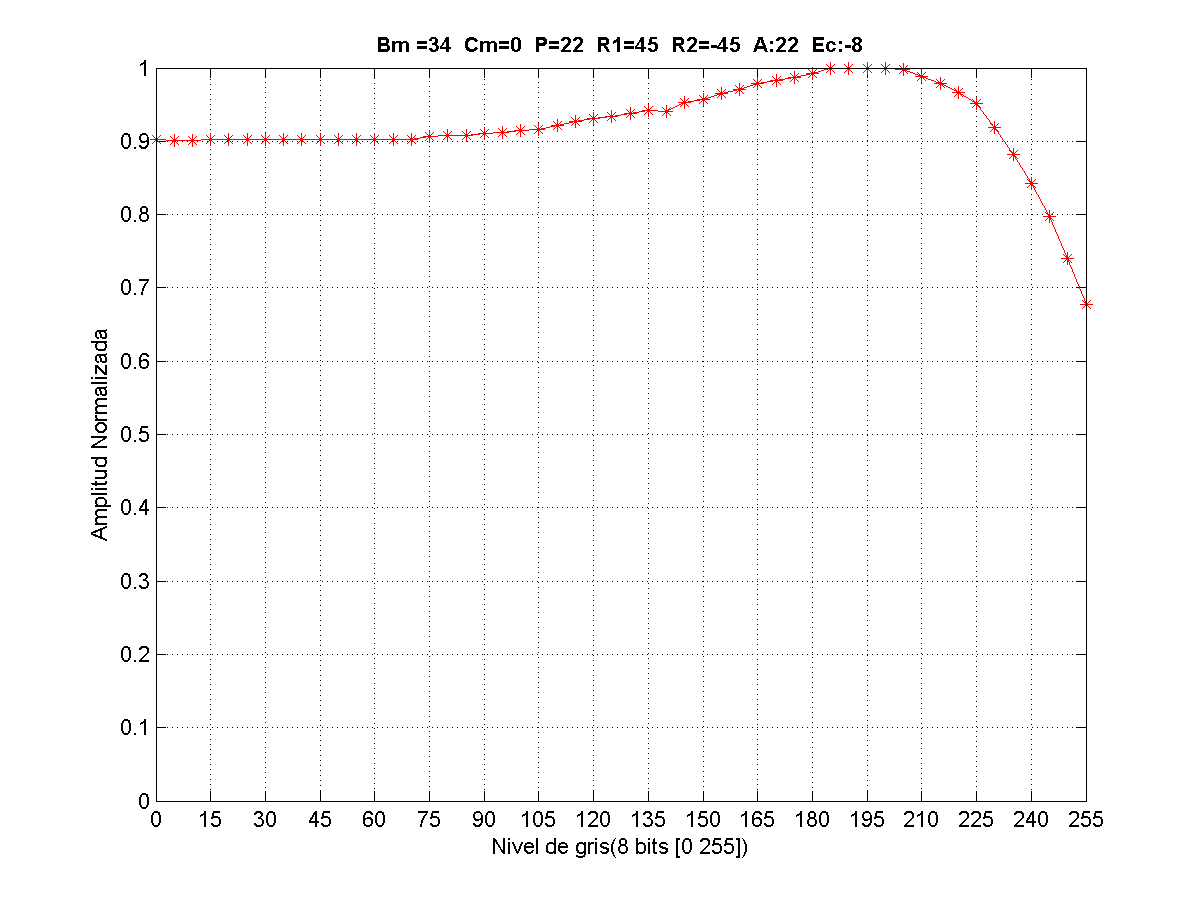 Bm =34 Cm=0 P=22 R1=45 R2=-45 A:22 Ec:-8
1
0.9
0.8
0.7
0.6
0.5
0.4
0.3
0.2
0.1
0
Amplitud Normalizada
0 15 30 45 60 75 90 105 120 135 150 165 180 195 210 225 240 255
Nivel de gris(8 bits [0 255])